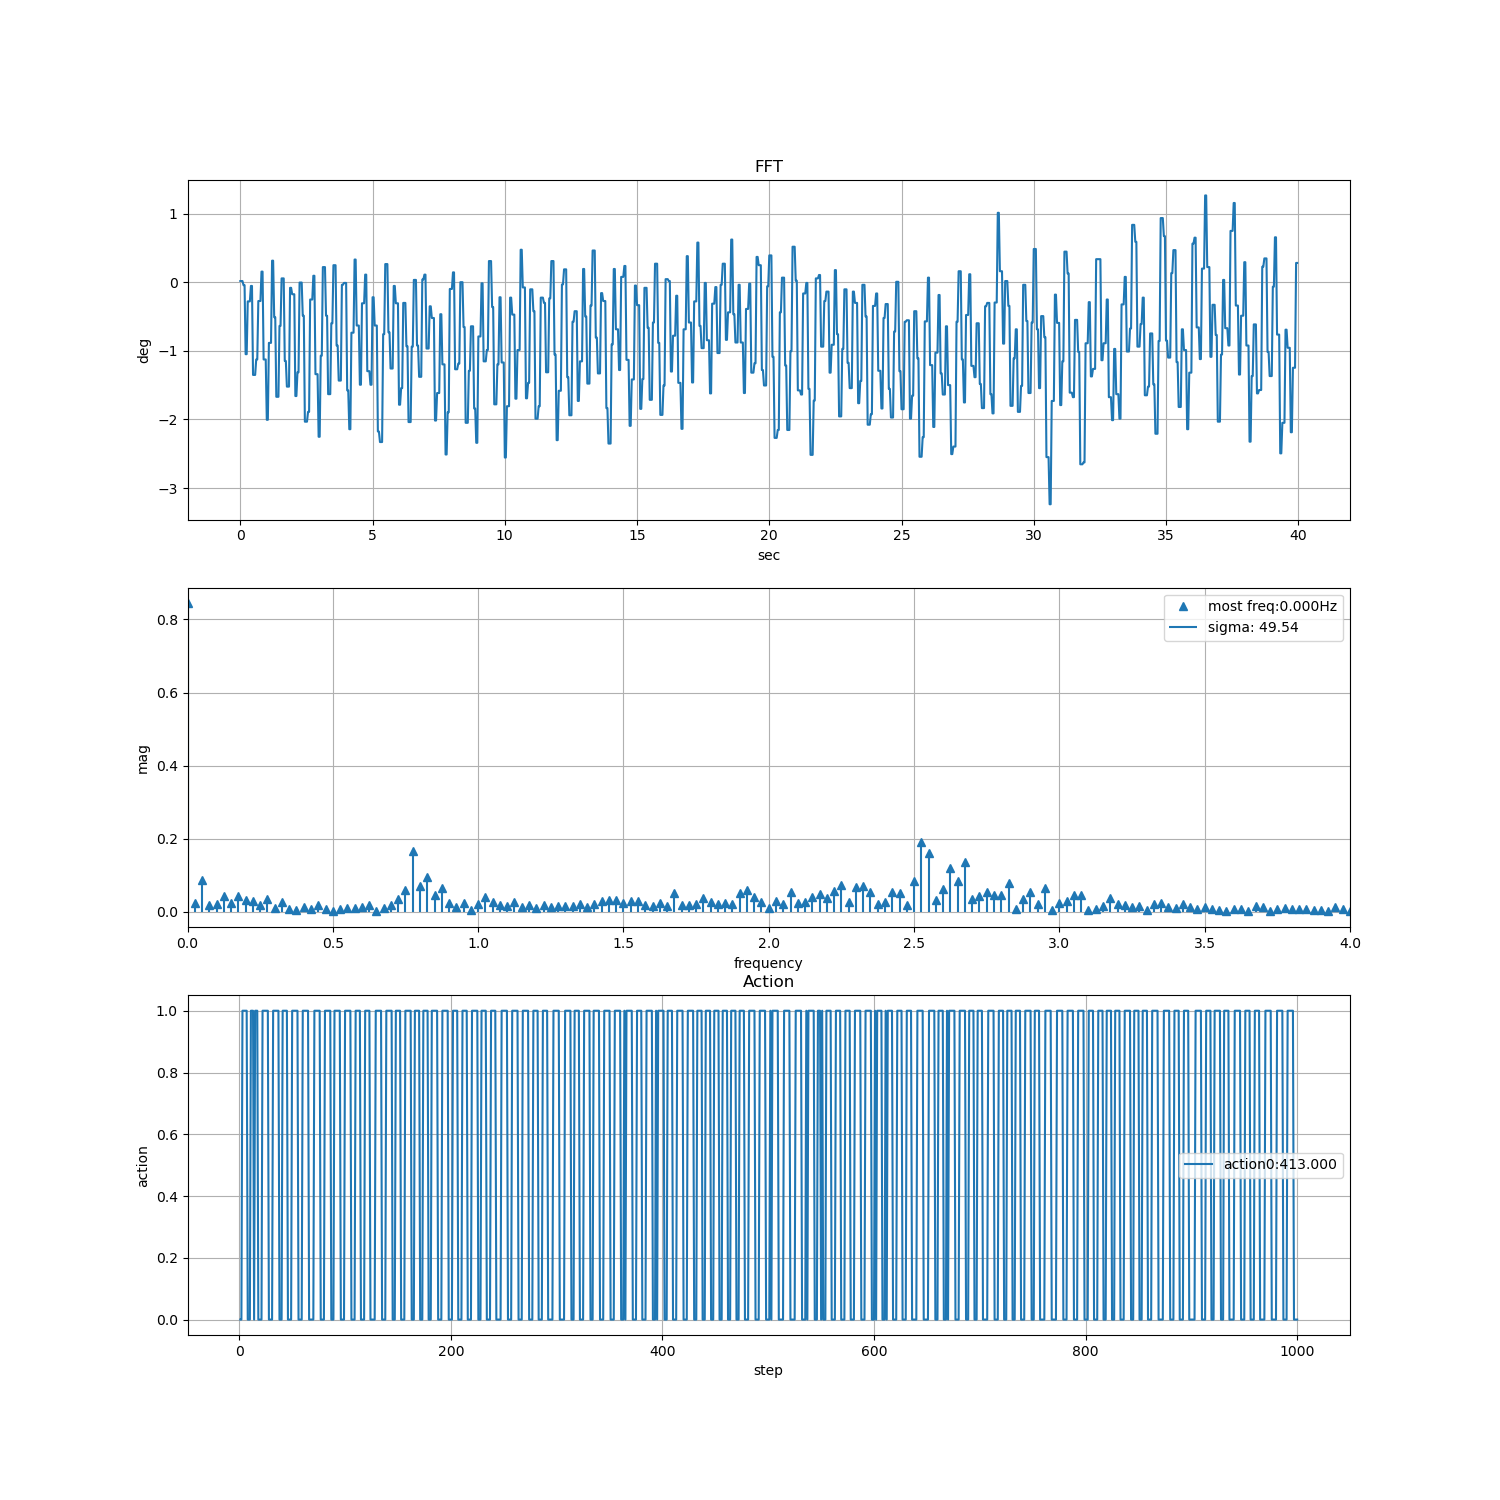 FFT
1
0
−1
−2
−3
deg
0 5 10 15 20 25 30 35 40
sec
0.8
0.6
0.4
0.2
0.0
mag
most freq:0.000Hz
sigma: 49.54
0.0 0.5 1.0 1.5 2.0 2.5 3.0 3.5 4.0
frequency
Action
1.0
0.8
0.6
0.4
0.2
0.0
action
action0:413.000
0 200 400 600 800 1000
step